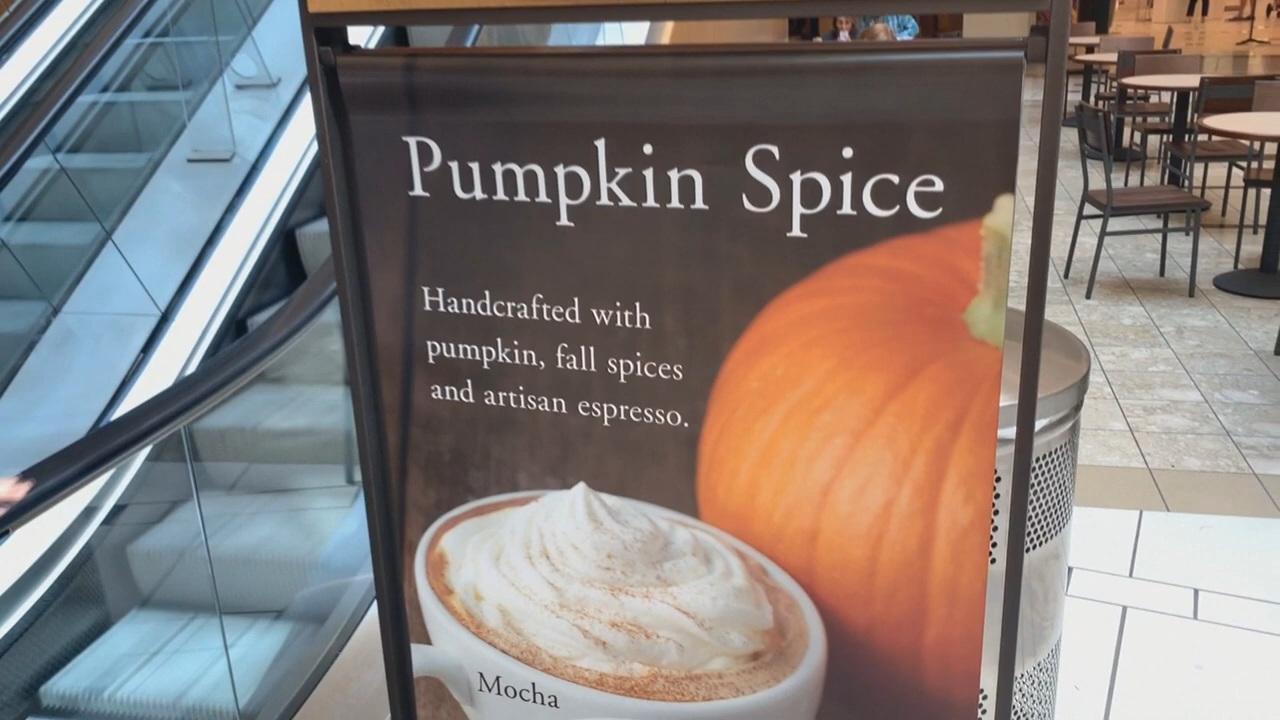 Pumpkin Spice
Handcrafted with
pumpkin, fall spices
and artisan espresso.
Mocha